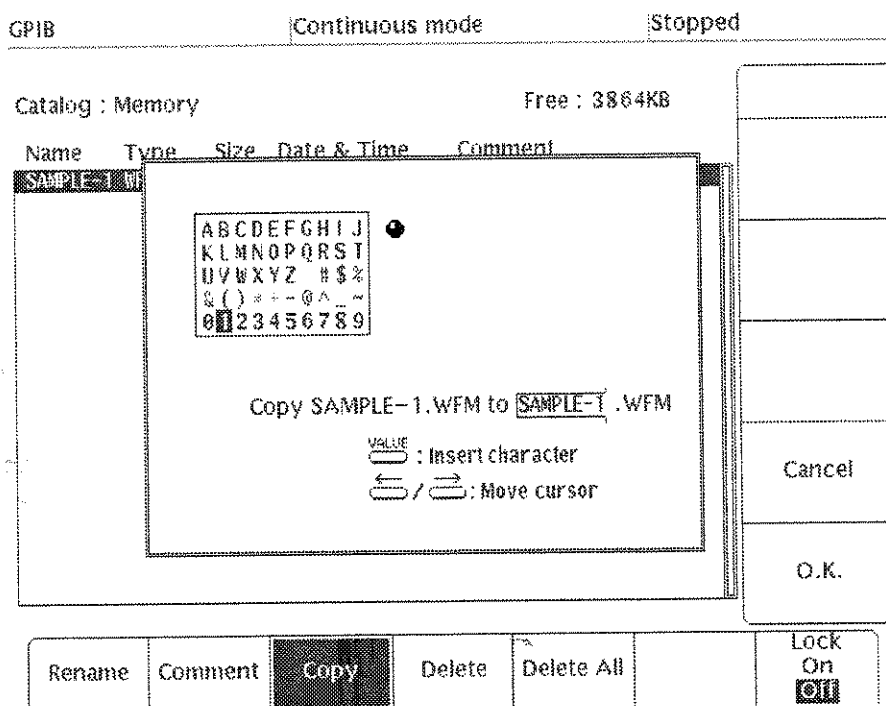 GPIB Continuous mode Stopped
Catalog : Memory Free : 3864KB
Name Type Size Date & Time Comment
SAMPLE-1
ABCDEFGHIJ
KLMNOPQRST
UVWXYZ #$%
&()*+-@^_~
0123456789
Copy SAMPLE-1.WFM to SAMPLE-1 .WFM
VALUE : Insert character
← / → : Move cursor
Cancel
O.K.
Rename Comment Copy Delete Delete All Lock
On
Off